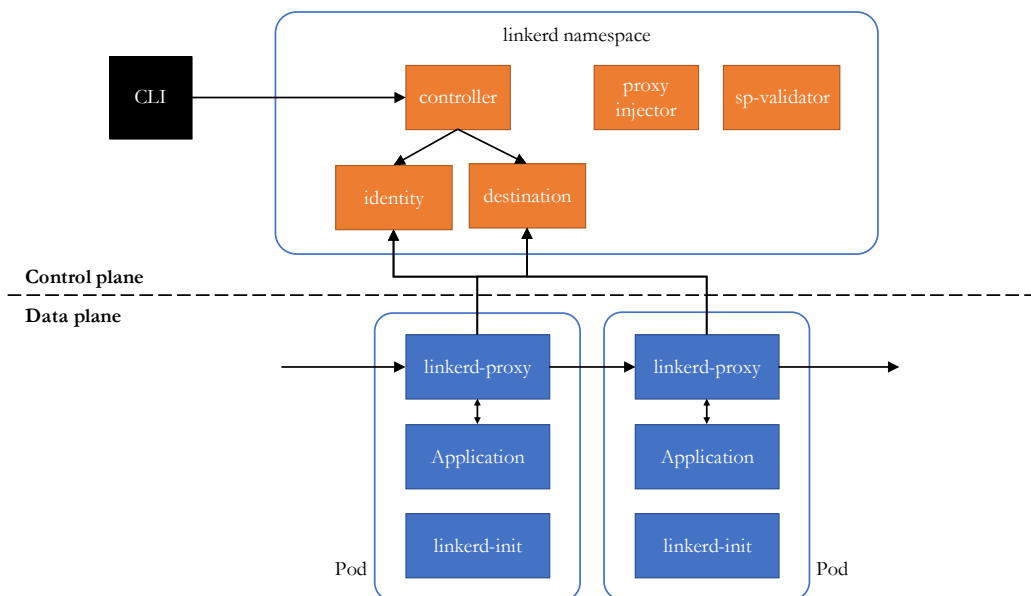 linkerd namespace
CLI
controller
proxy
injector
sp-validator
identity
destination
Control plane
Data plane
linkerd-proxy
linkerd-proxy
Application
Application
linkerd-init
linkerd-init
Pod
Pod